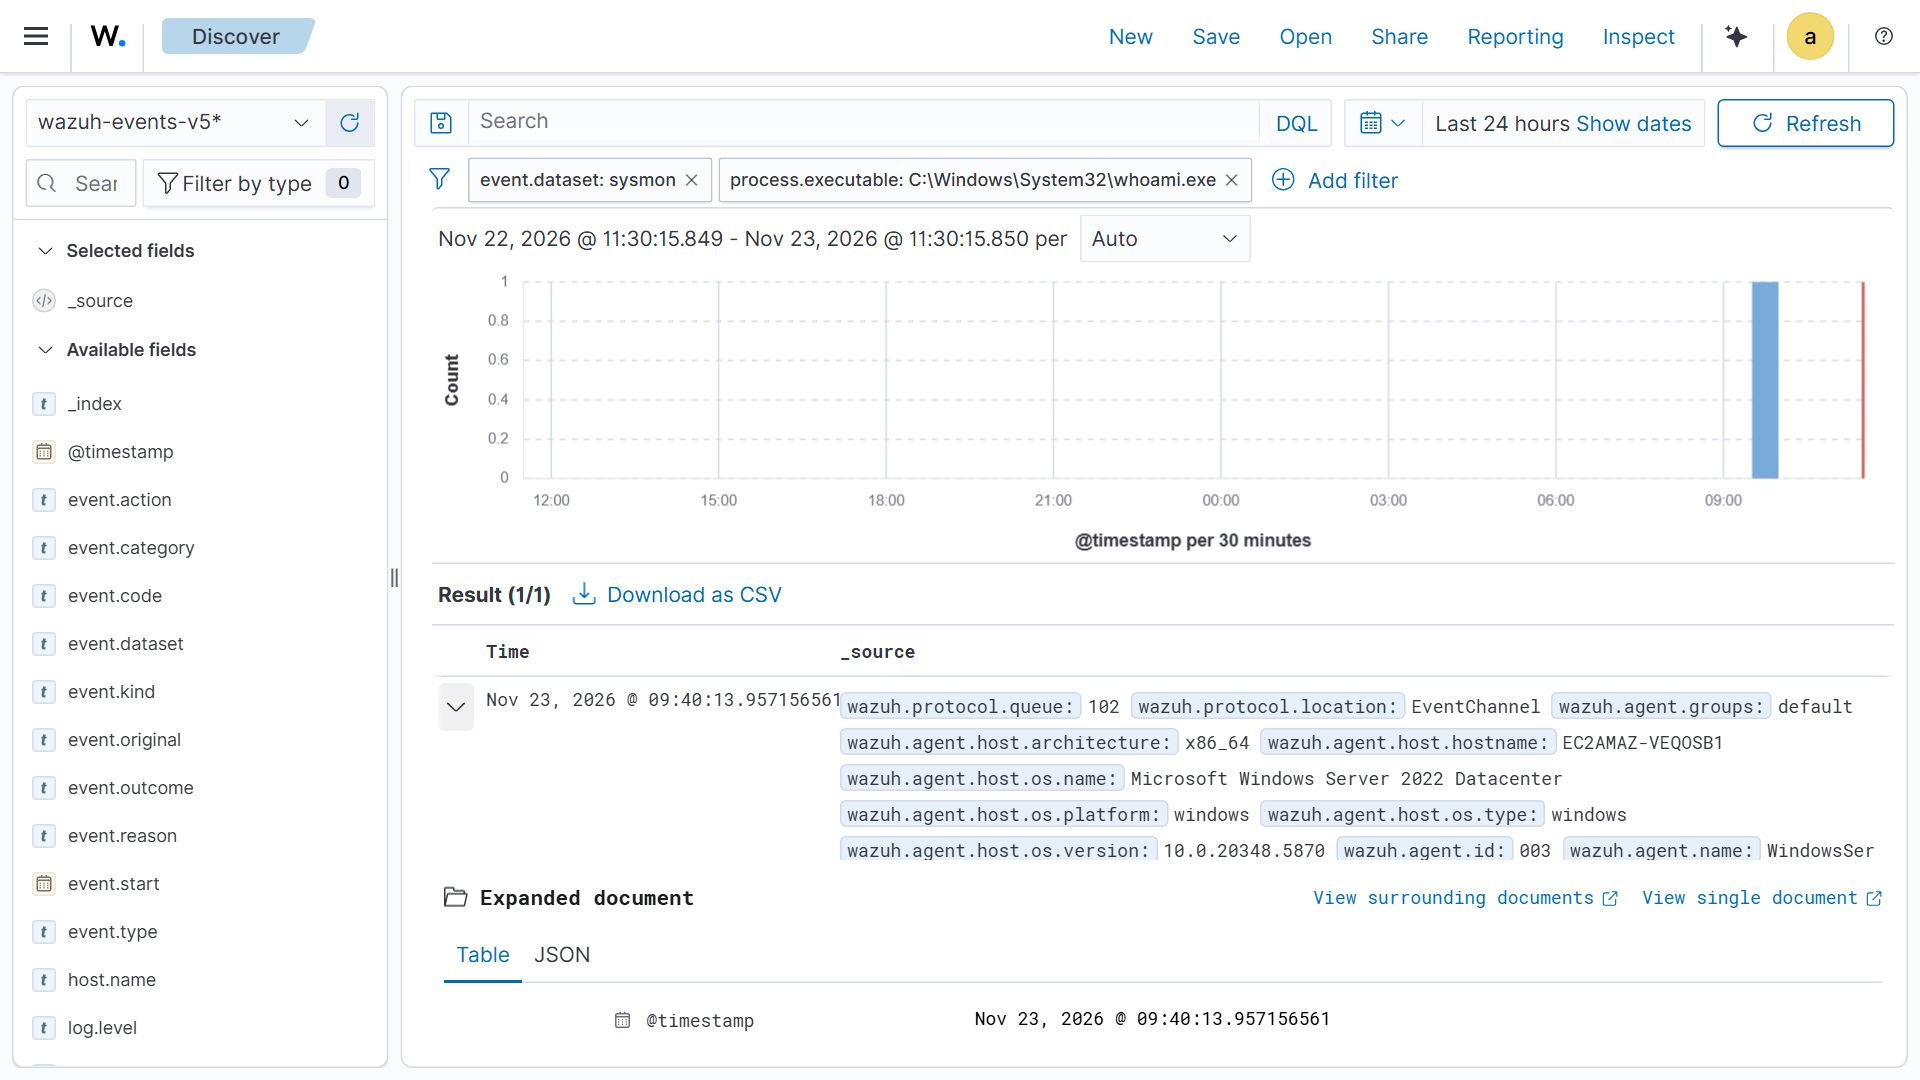 W. Discover New Save Open Share Reporting Inspect a
wazuh-events-v5*
Search DQL Last 24 hours Show dates Refresh
Sear Filter by type 0
event.dataset: sysmon process.executable: C:\Windows\System32\whoami.exe Add filter
Nov 22, 2026 @ 11:30:15.849 - Nov 23, 2026 @ 11:30:15.850 per Auto
Selected fields
_source
Available fields
_index
@timestamp
event.action
event.category
event.code
event.dataset
event.kind
event.original
event.outcome
event.reason
event.start
event.type
host.name
log.level
Count
1
0.8
0.6
0.4
0.2
0
12:00 15:00 18:00 21:00 00:00 03:00 06:00 09:00
@timestamp per 30 minutes
Result (1/1) Download as CSV
Time _source
Nov 23, 2026 @ 09:40:13.957156561 wazuh.protocol.queue: 102 wazuh.protocol.location: EventChannel wazuh.agent.groups: default
wazuh.agent.host.architecture: x86_64 wazuh.agent.host.hostname: EC2AMAZ-VEQOSB1
wazuh.agent.host.os.name: Microsoft Windows Server 2022 Datacenter
wazuh.agent.host.os.platform: windows wazuh.agent.host.os.type: windows
wazuh.agent.host.os.version: 10.0.20348.5870 wazuh.agent.id: 003 wazuh.agent.name: WindowsSer
Expanded document View surrounding documents View single document
Table JSON
@timestamp Nov 23, 2026 @ 09:40:13.957156561